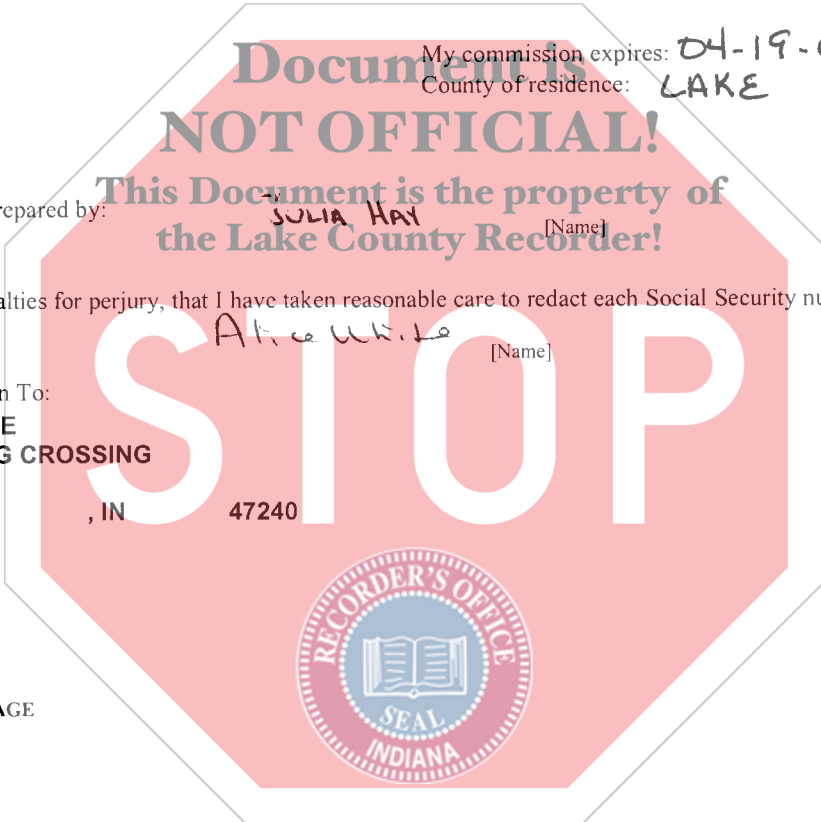 My commission expires: 04-19-
Document is
County of residence: LAKE
NOT OFFICIAL!
This Document is the property of
repared by: JULIA HAY [Name]
the Lake County Recorder!
alties for perjury, that I have taken reasonable care to redact each Social Security nu
Alice White
[Name]
n To:
E
G CROSSING
STOP
, IN 47240
RECORDER'S OFFICE
SEAL
INDIANA
AGE